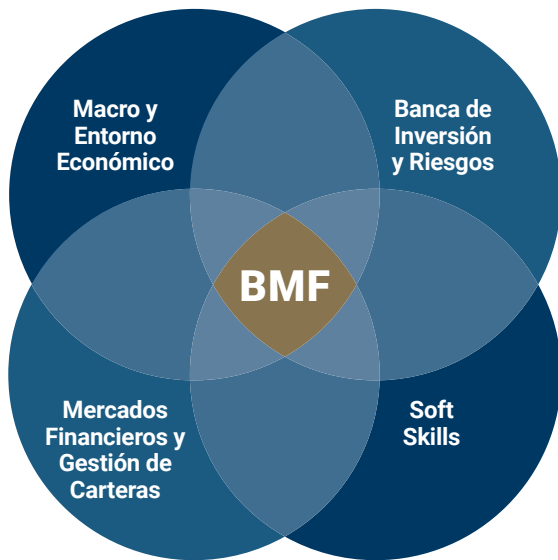 Macro y
Entorno
Económico
Banca de
Inversión
y Riesgos
BMF
Mercados
Financieros y
Gestión de
Carteras
Soft
Skills